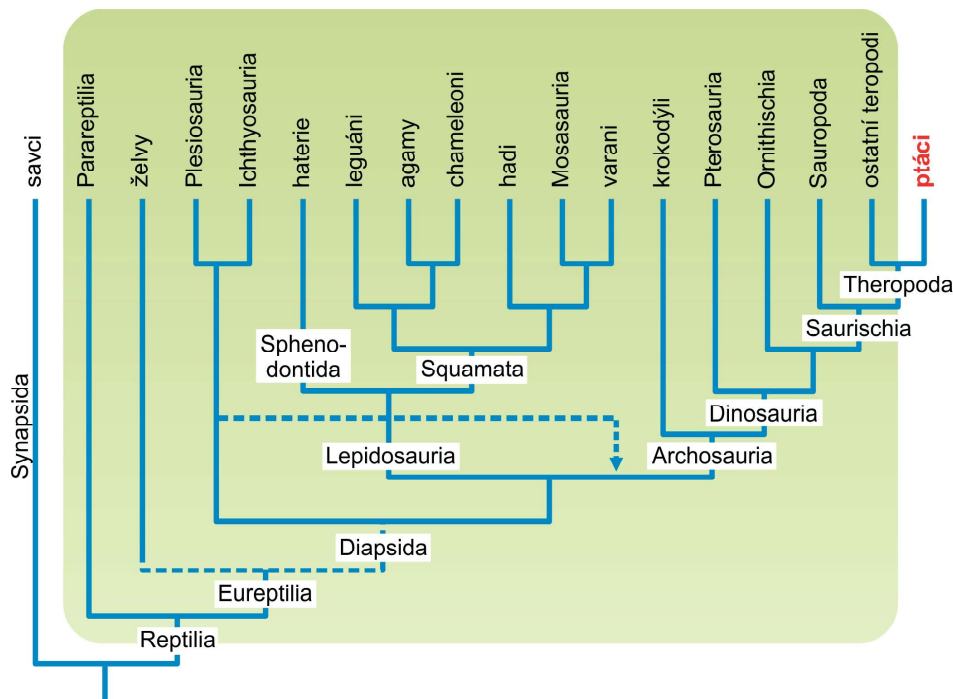 savci
Parareptilia
želvy
Plesiosauria
Ichthyosauria
haterie
leguáni
agamy
chameleoni
hadi
Mosasauria
varani
krokodýli
Pterosauria
Ornithischia
Sauropoda
ostatní teropodi
ptáci
Theropoda
Saurischia
Spheno-
dontida
Squamata
Dinosauria
Synapsida
Lepidosauria
Archosauria
Diapsida
Eureptilia
Reptilia